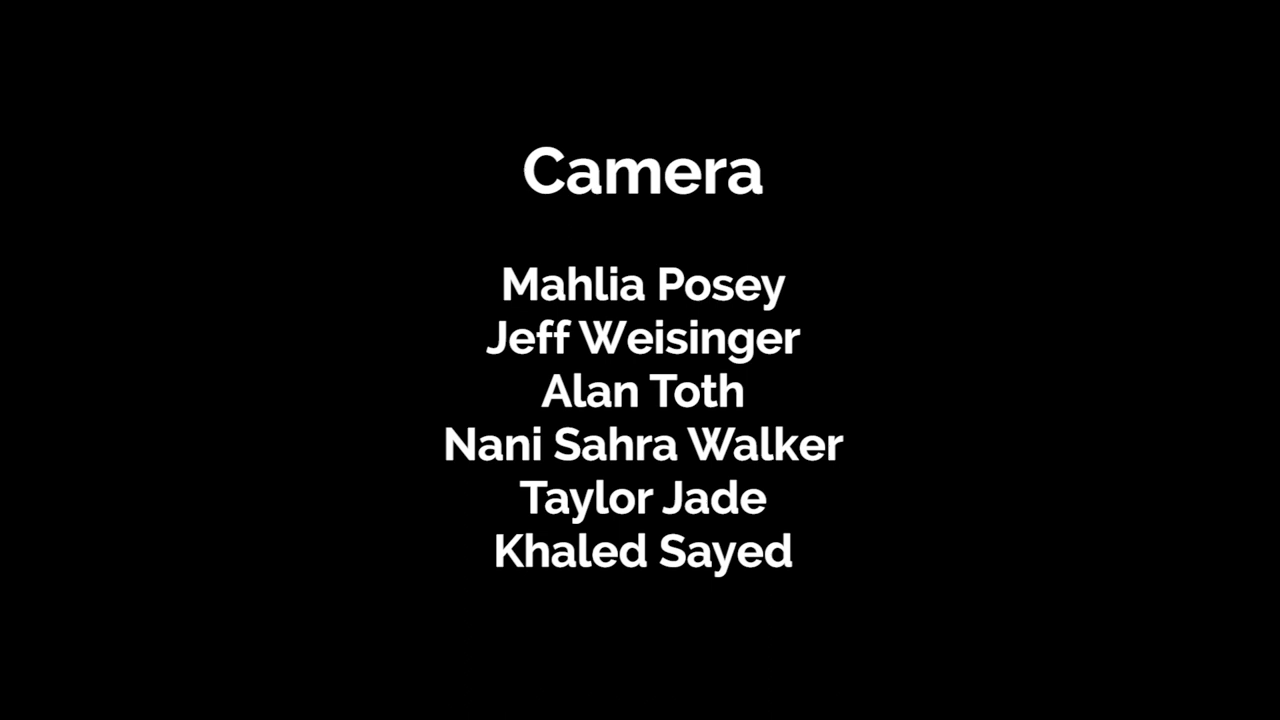 Camera
Mahlia Posey
Jeff Weisinger
Alan Toth
Nani Sahra Walker
Taylor Jade
Khaled Sayed